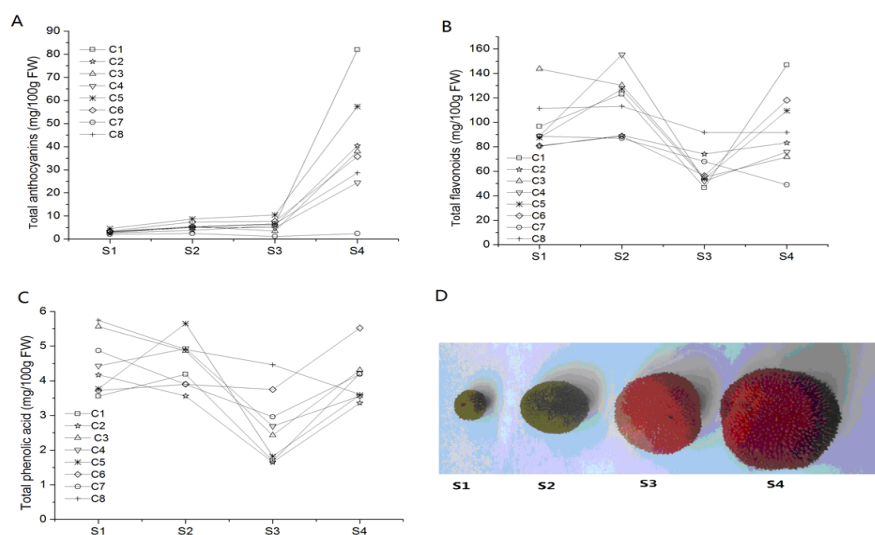 A
Total anthocyanins (mg/100g FW)
90
80
70
60
50
40
30
20
10
0
C1
C2
C3
C4
C5
C6
C7
C8
S1 S2 S3 S4
B
Total flavonoids (mg/100g FW)
160
140
120
100
80
60
40
20
0
C1
C2
C3
C4
C5
C6
C7
C8
S1 S2 S3 S4
C
Total phenolic acid (mg/100g FW)
6
5
4
3
2
1
0
C1
C2
C3
C4
C5
C6
C7
C8
S1 S2 S3 S4
D
S1 S2 S3 S4